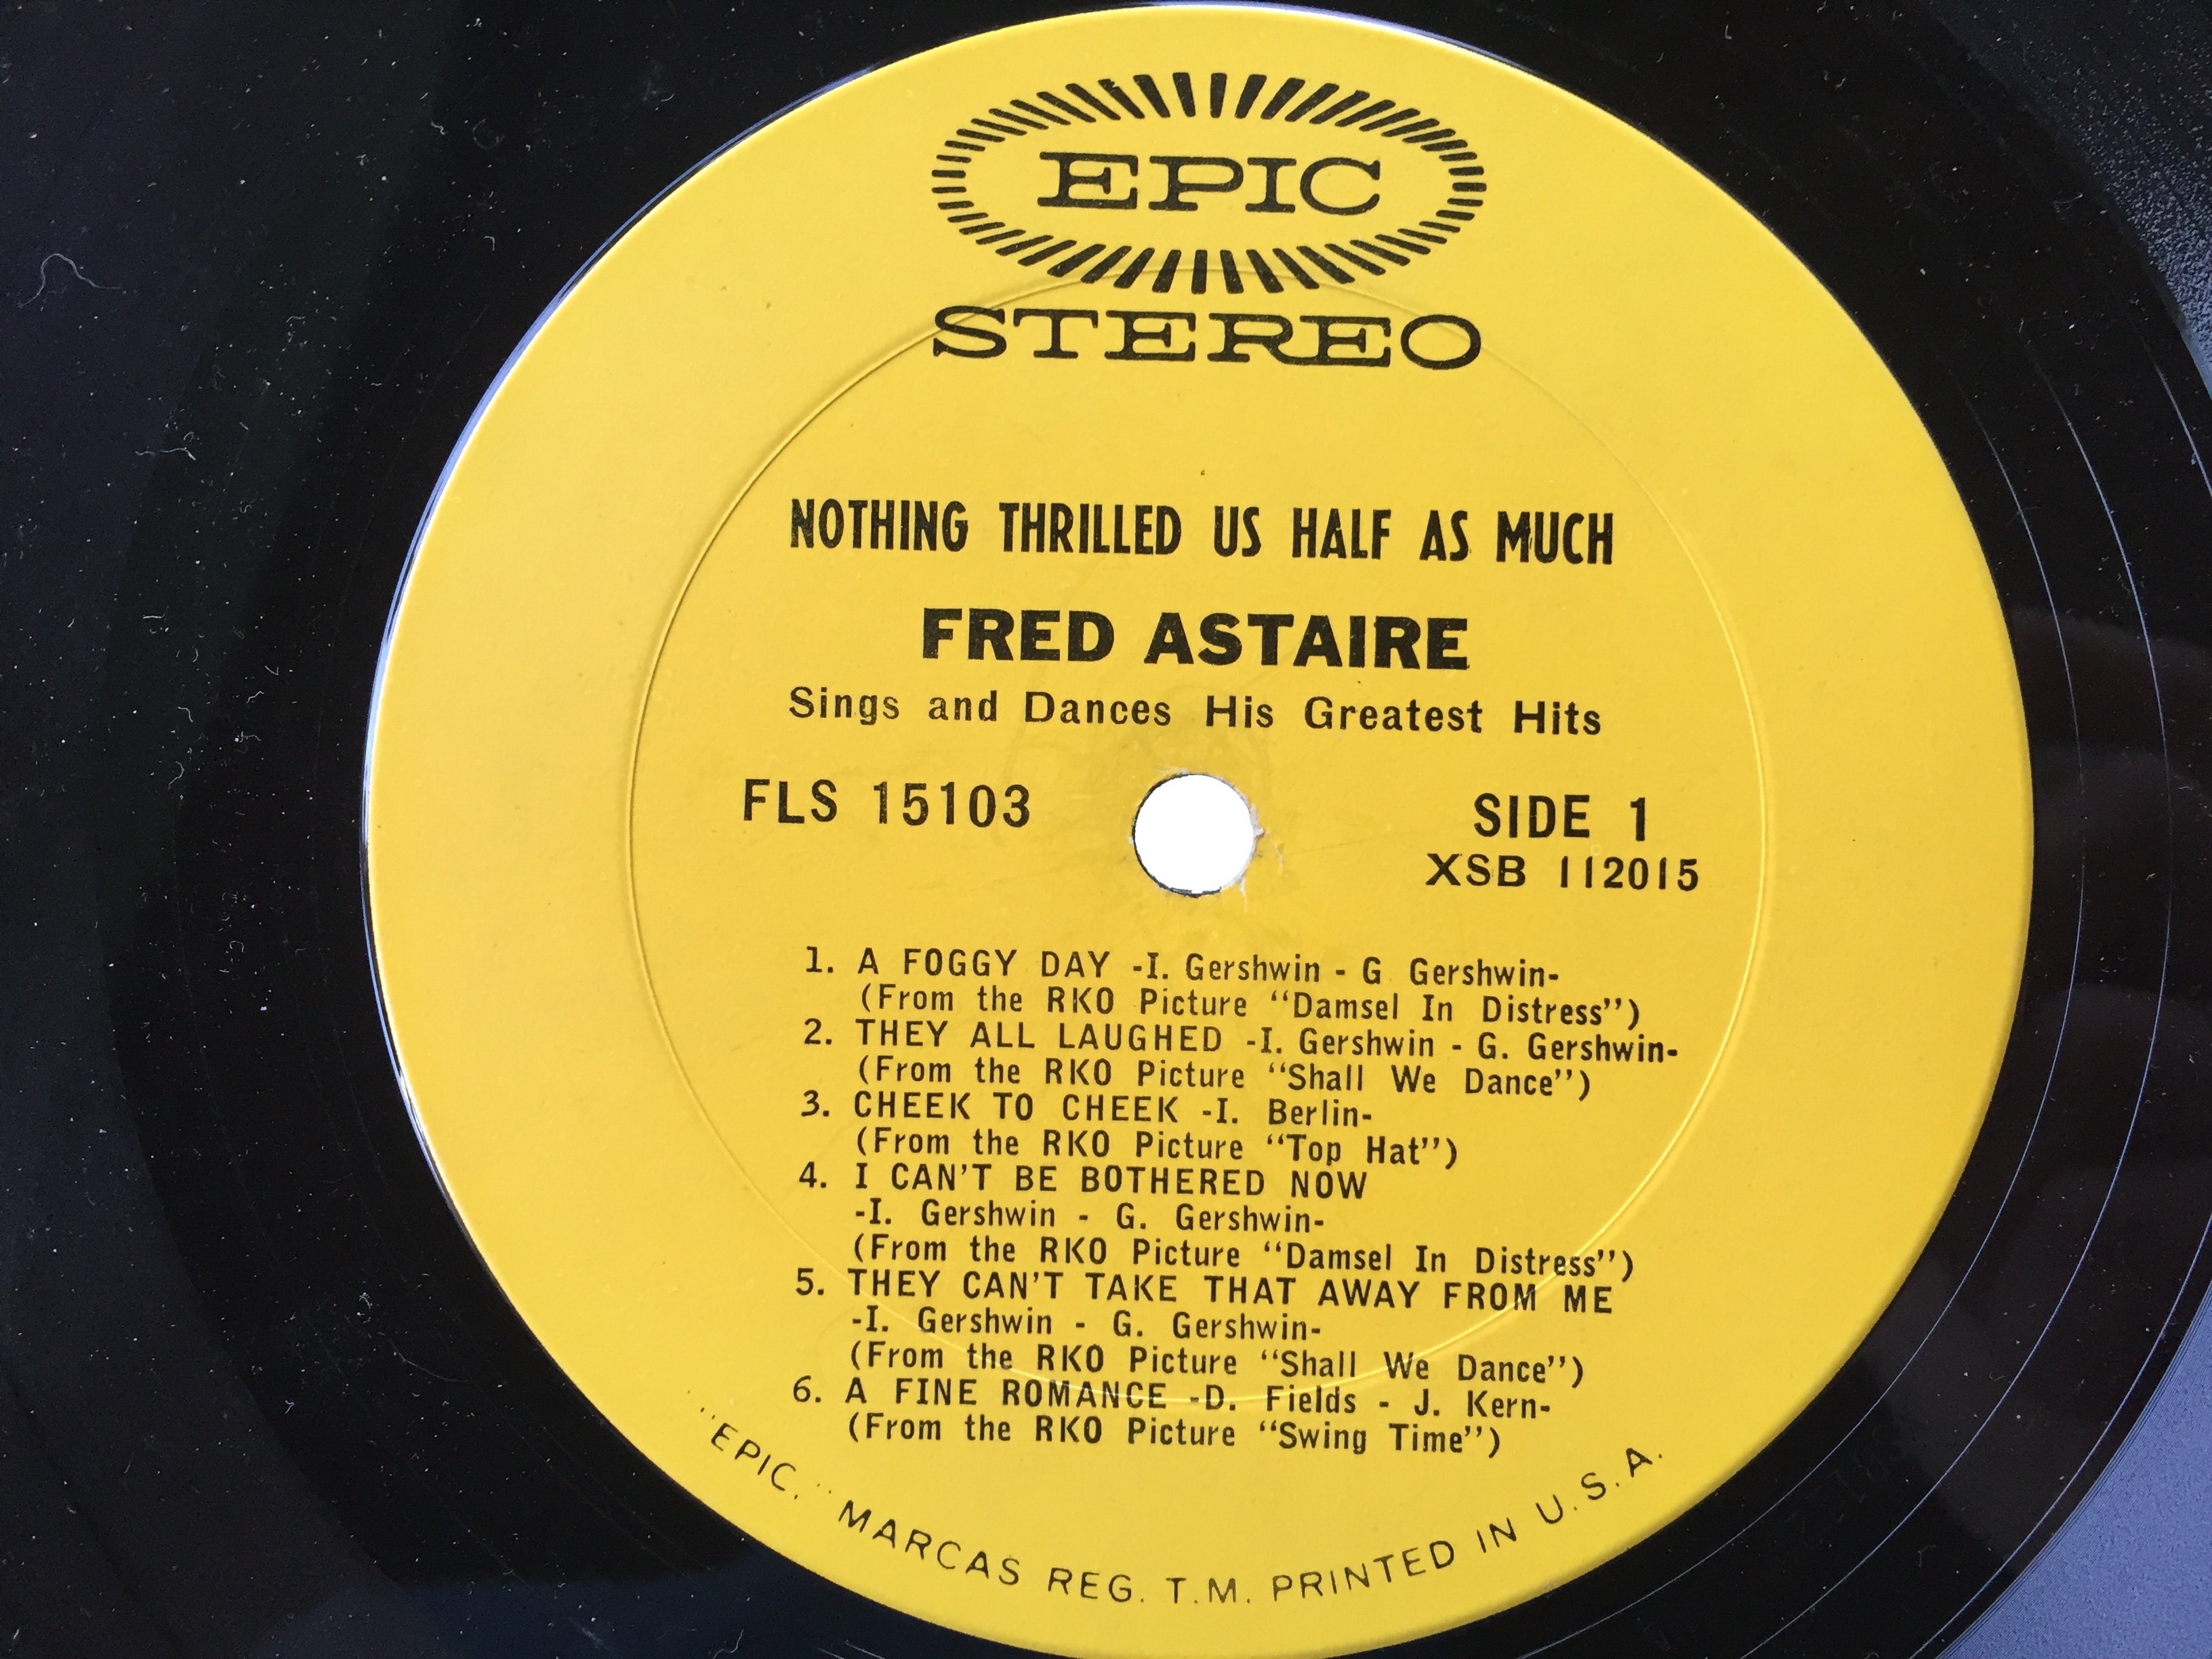 EPIC
STEREO
NOTHING THRILLED US HALF AS MUCH
FRED ASTAIRE
Sings and Dances His Greatest Hits
FLS 15103
SIDE 1
XSB 112015
1. A FOGGY DAY -I. Gershwin - G Gershwin-
(From the RKO Picture “Damsel In Distress”)
2. THEY ALL LAUGHED -I. Gershwin - G. Gershwin-
(From the RKO Picture “Shall We Dance”)
3. CHEEK TO CHEEK -I. Berlin-
(From the RKO Picture “Top Hat”)
4. I CAN'T BE BOTHERED NOW
-I. Gershwin - G. Gershwin-
(From the RKO Picture “Damsel In Distress”)
5. THEY CAN'T TAKE THAT AWAY FROM ME
-I. Gershwin - G. Gershwin-
(From the RKO Picture “Shall We Dance”)
6. A FINE ROMANCE -D. Fields - J. Kern-
(From the RKO Picture “Swing Time”)
"EPIC." MARCAS REG. T.M. PRINTED IN U.S.A.